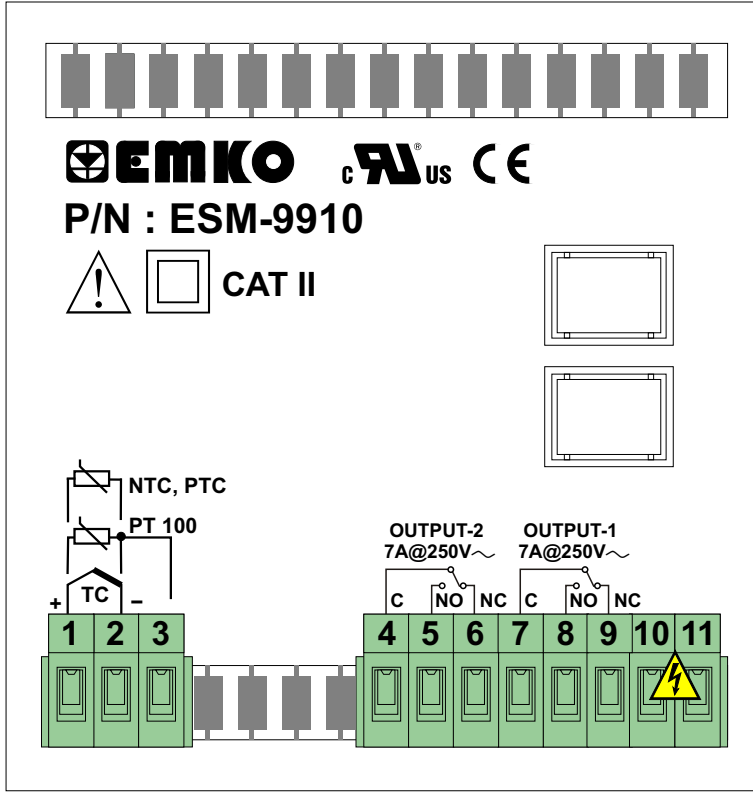 EMKO c RU ® US CE
P/N : ESM-9910
! CAT II
NTC, PTC
PT 100
+ TC −
OUTPUT-2 OUTPUT-1
7A@250V~ 7A@250V~
C NO NC C NO NC
1 2 3 4 5 6 7 8 9 10 11